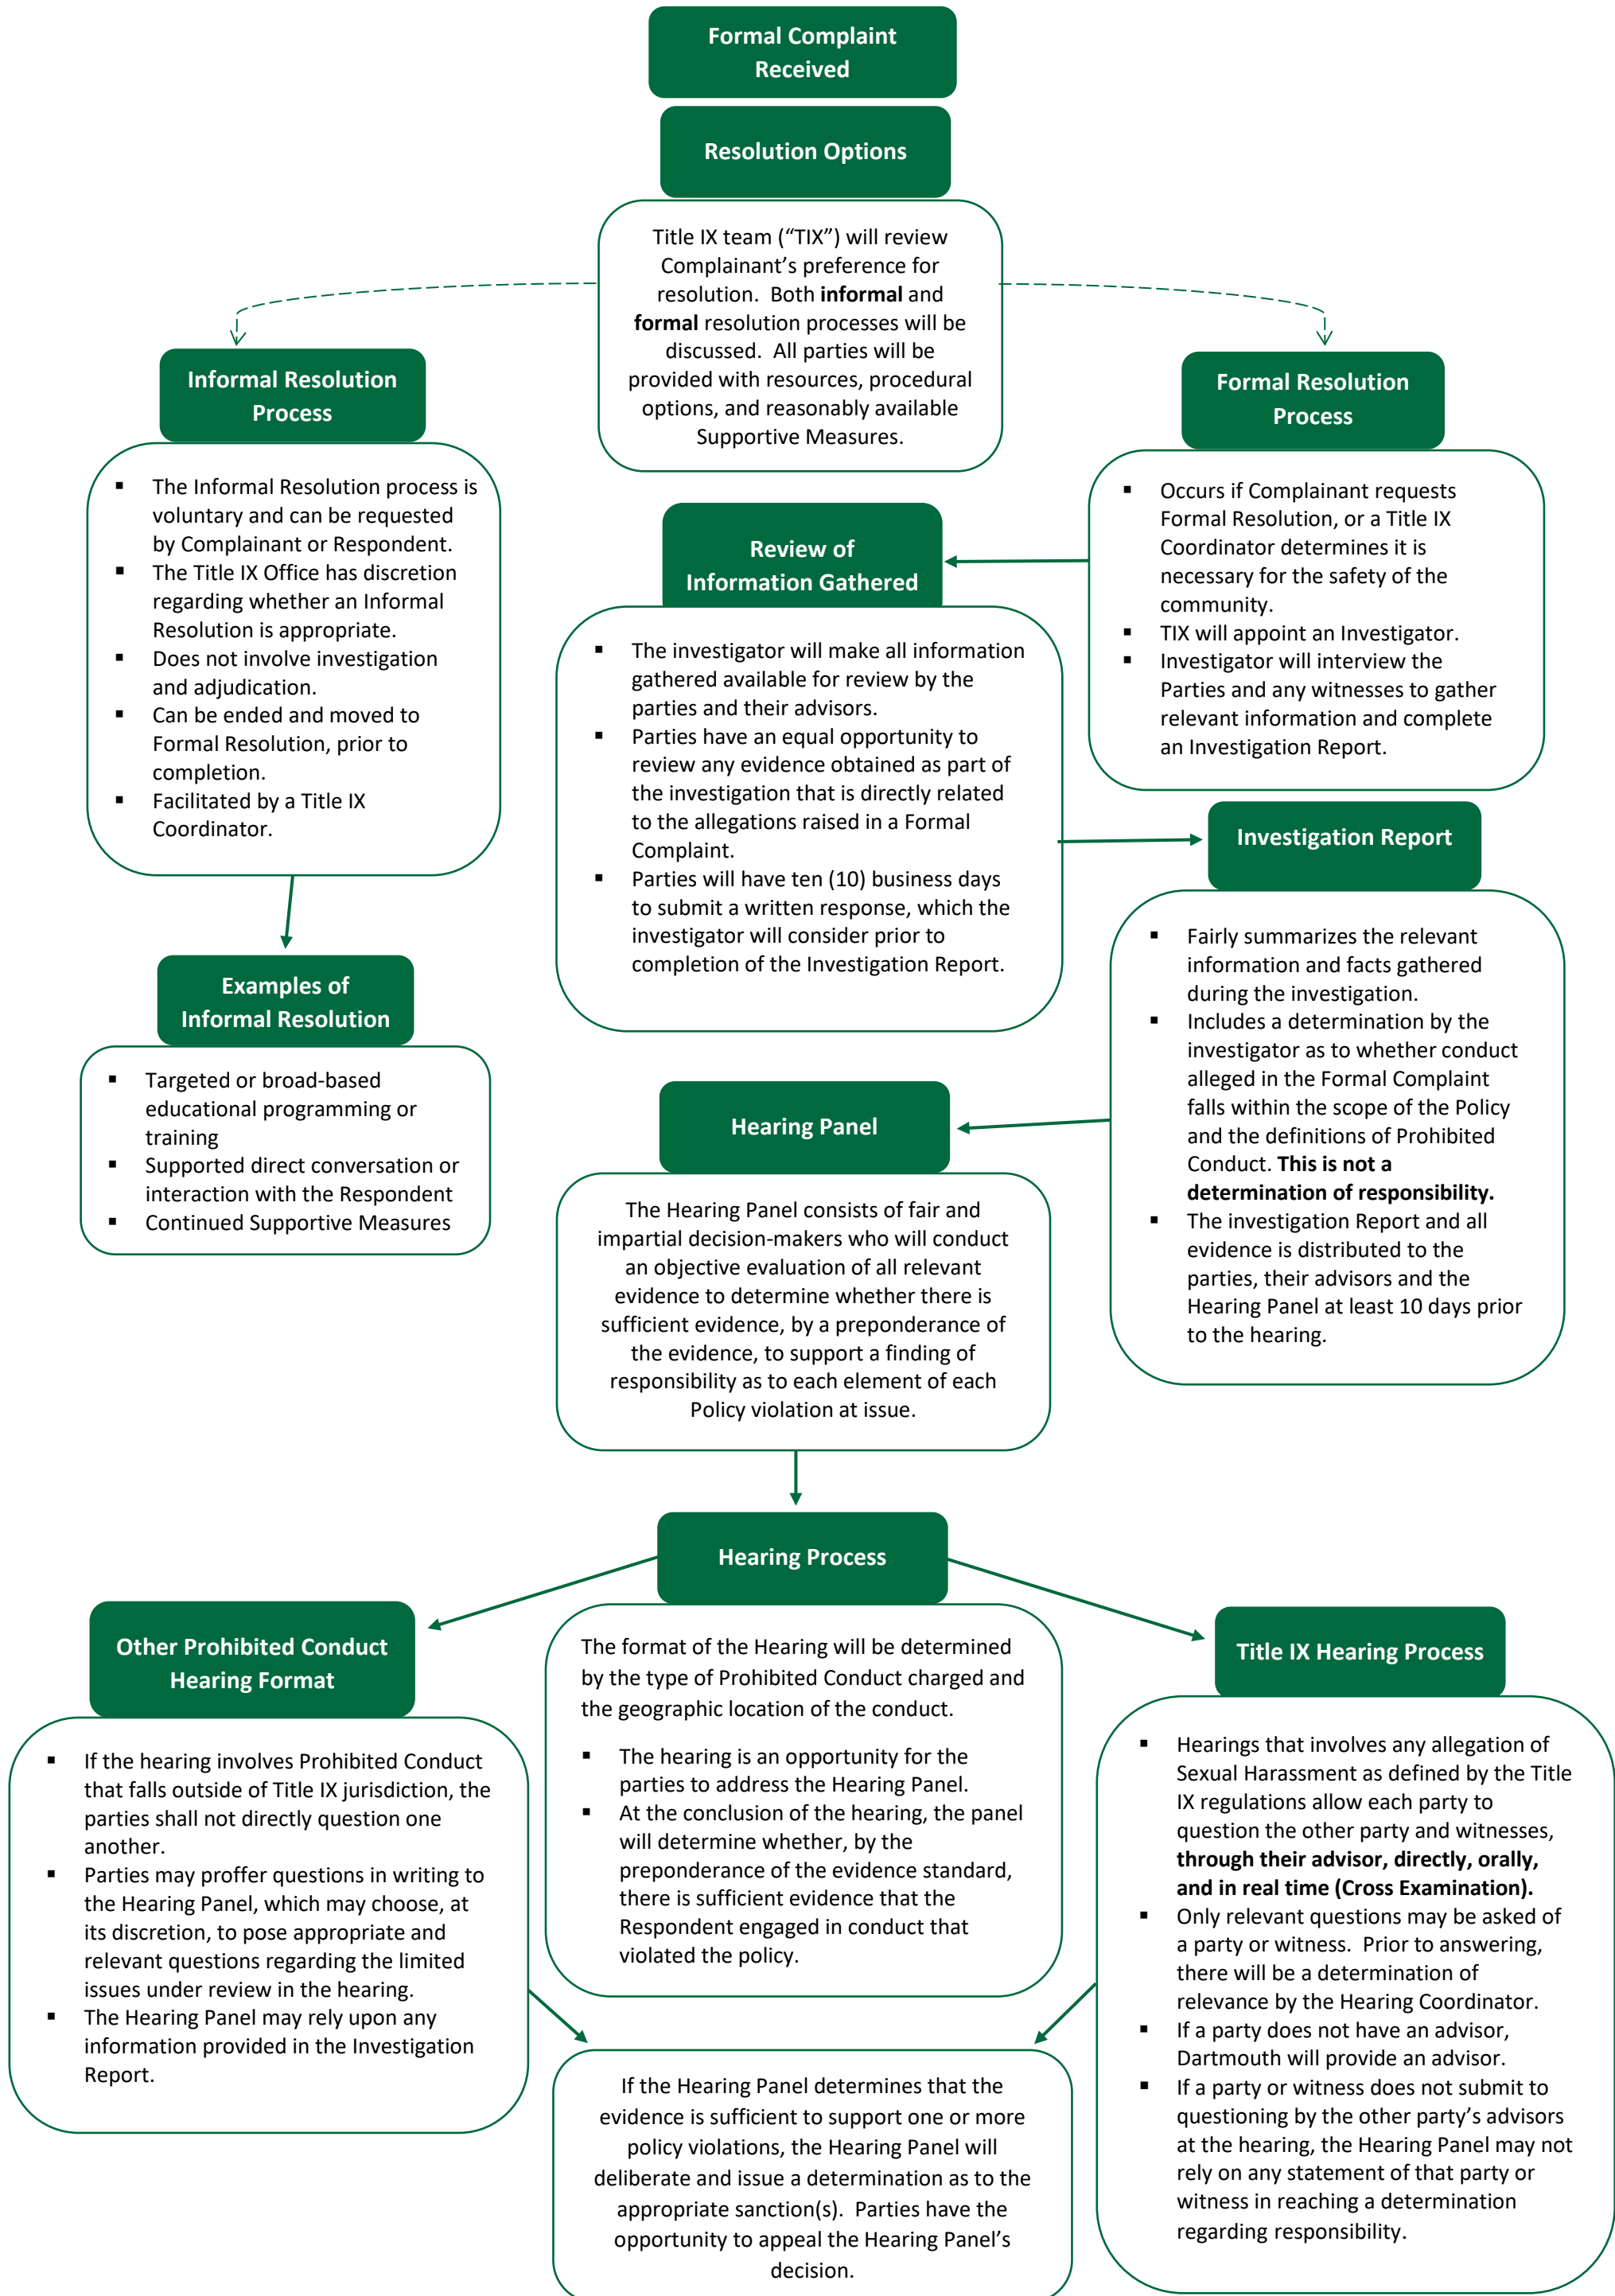 Formal Complaint
Received
Resolution Options
Title IX team (“TIX”) will review
Complainant’s preference for
resolution.  Both informal and
formal resolution processes will be
discussed.  All parties will be
provided with resources, procedural
options, and reasonably available
Supportive Measures.
Informal Resolution
Process
▪ The Informal Resolution process is
voluntary and can be requested
by Complainant or Respondent.
▪ The Title IX Office has discretion
regarding whether an Informal
Resolution is appropriate.
▪ Does not involve investigation
and adjudication.
▪ Can be ended and moved to
Formal Resolution, prior to
completion.
▪ Facilitated by a Title IX
Coordinator.
Examples of
Informal Resolution
▪ Targeted or broad-based
educational programming or
training
▪ Supported direct conversation or
interaction with the Respondent
▪ Continued Supportive Measures
Formal Resolution
Process
▪ Occurs if Complainant requests
Formal Resolution, or a Title IX
Coordinator determines it is
necessary for the safety of the
community.
▪ TIX will appoint an Investigator.
▪ Investigator will interview the
Parties and any witnesses to gather
relevant information and complete
an Investigation Report.
Review of
Information Gathered
▪ The investigator will make all information
gathered available for review by the
parties and their advisors.
▪ Parties have an equal opportunity to
review any evidence obtained as part of
the investigation that is directly related
to the allegations raised in a Formal
Complaint.
▪ Parties will have ten (10) business days
to submit a written response, which the
investigator will consider prior to
completion of the Investigation Report.
Investigation Report
▪ Fairly summarizes the relevant
information and facts gathered
during the investigation.
▪ Includes a determination by the
investigator as to whether conduct
alleged in the Formal Complaint
falls within the scope of the Policy
and the definitions of Prohibited
Conduct. This is not a
determination of responsibility.
▪ The investigation Report and all
evidence is distributed to the
parties, their advisors and the
Hearing Panel at least 10 days prior
to the hearing.
Hearing Panel
The Hearing Panel consists of fair and
impartial decision-makers who will conduct
an objective evaluation of all relevant
evidence to determine whether there is
sufficient evidence, by a preponderance of
the evidence, to support a finding of
responsibility as to each element of each
Policy violation at issue.
Hearing Process
The format of the Hearing will be determined
by the type of Prohibited Conduct charged and
the geographic location of the conduct.
▪ The hearing is an opportunity for the
parties to address the Hearing Panel.
▪ At the conclusion of the hearing, the panel
will determine whether, by the
preponderance of the evidence standard,
there is sufficient evidence that the
Respondent engaged in conduct that
violated the policy.
Other Prohibited Conduct
Hearing Format
▪ If the hearing involves Prohibited Conduct
that falls outside of Title IX jurisdiction, the
parties shall not directly question one
another.
▪ Parties may proffer questions in writing to
the Hearing Panel, which may choose, at
its discretion, to pose appropriate and
relevant questions regarding the limited
issues under review in the hearing.
▪ The Hearing Panel may rely upon any
information provided in the Investigation
Report.
Title IX Hearing Process
▪ Hearings that involves any allegation of
Sexual Harassment as defined by the Title
IX regulations allow each party to
question the other party and witnesses,
through their advisor, directly, orally,
and in real time (Cross Examination).
▪ Only relevant questions may be asked of
a party or witness.  Prior to answering,
there will be a determination of
relevance by the Hearing Coordinator.
▪ If a party does not have an advisor,
Dartmouth will provide an advisor.
▪ If a party or witness does not submit to
questioning by the other party’s advisors
at the hearing, the Hearing Panel may not
rely on any statement of that party or
witness in reaching a determination
regarding responsibility.
If the Hearing Panel determines that the
evidence is sufficient to support one or more
policy violations, the Hearing Panel will
deliberate and issue a determination as to the
appropriate sanction(s).  Parties have the
opportunity to appeal the Hearing Panel’s
decision.